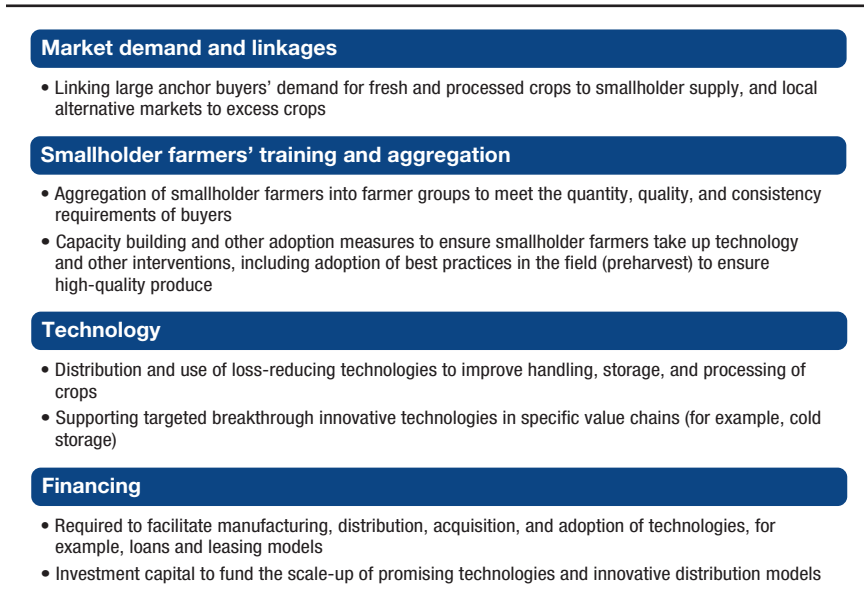 Market demand and linkages
• Linking large anchor buyers’ demand for fresh and processed crops to smallholder supply, and local
alternative markets to excess crops
Smallholder farmers’ training and aggregation
• Aggregation of smallholder farmers into farmer groups to meet the quantity, quality, and consistency
requirements of buyers
• Capacity building and other adoption measures to ensure smallholder farmers take up technology
and other interventions, including adoption of best practices in the field (preharvest) to ensure
high-quality produce
Technology
• Distribution and use of loss-reducing technologies to improve handling, storage, and processing of
crops
• Supporting targeted breakthrough innovative technologies in specific value chains (for example, cold
storage)
Financing
• Required to facilitate manufacturing, distribution, acquisition, and adoption of technologies, for
example, loans and leasing models
• Investment capital to fund the scale-up of promising technologies and innovative distribution models